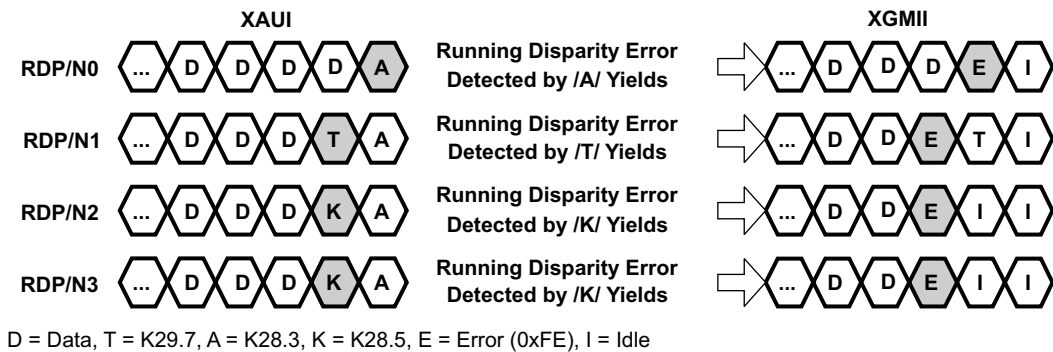 XAUI XGMII
RDP/N0 ... D D D D A Running Disparity Error Detected by /A/ Yields ... D D D E I
RDP/N1 ... D D D T A Running Disparity Error Detected by /T/ Yields ... D D E T I
RDP/N2 ... D D D K A Running Disparity Error Detected by /K/ Yields ... D D E I I
RDP/N3 ... D D D K A Running Disparity Error Detected by /K/ Yields ... D D E I I
D = Data, T = K29.7, A = K28.3, K = K28.5, E = Error (0xFE), I = Idle